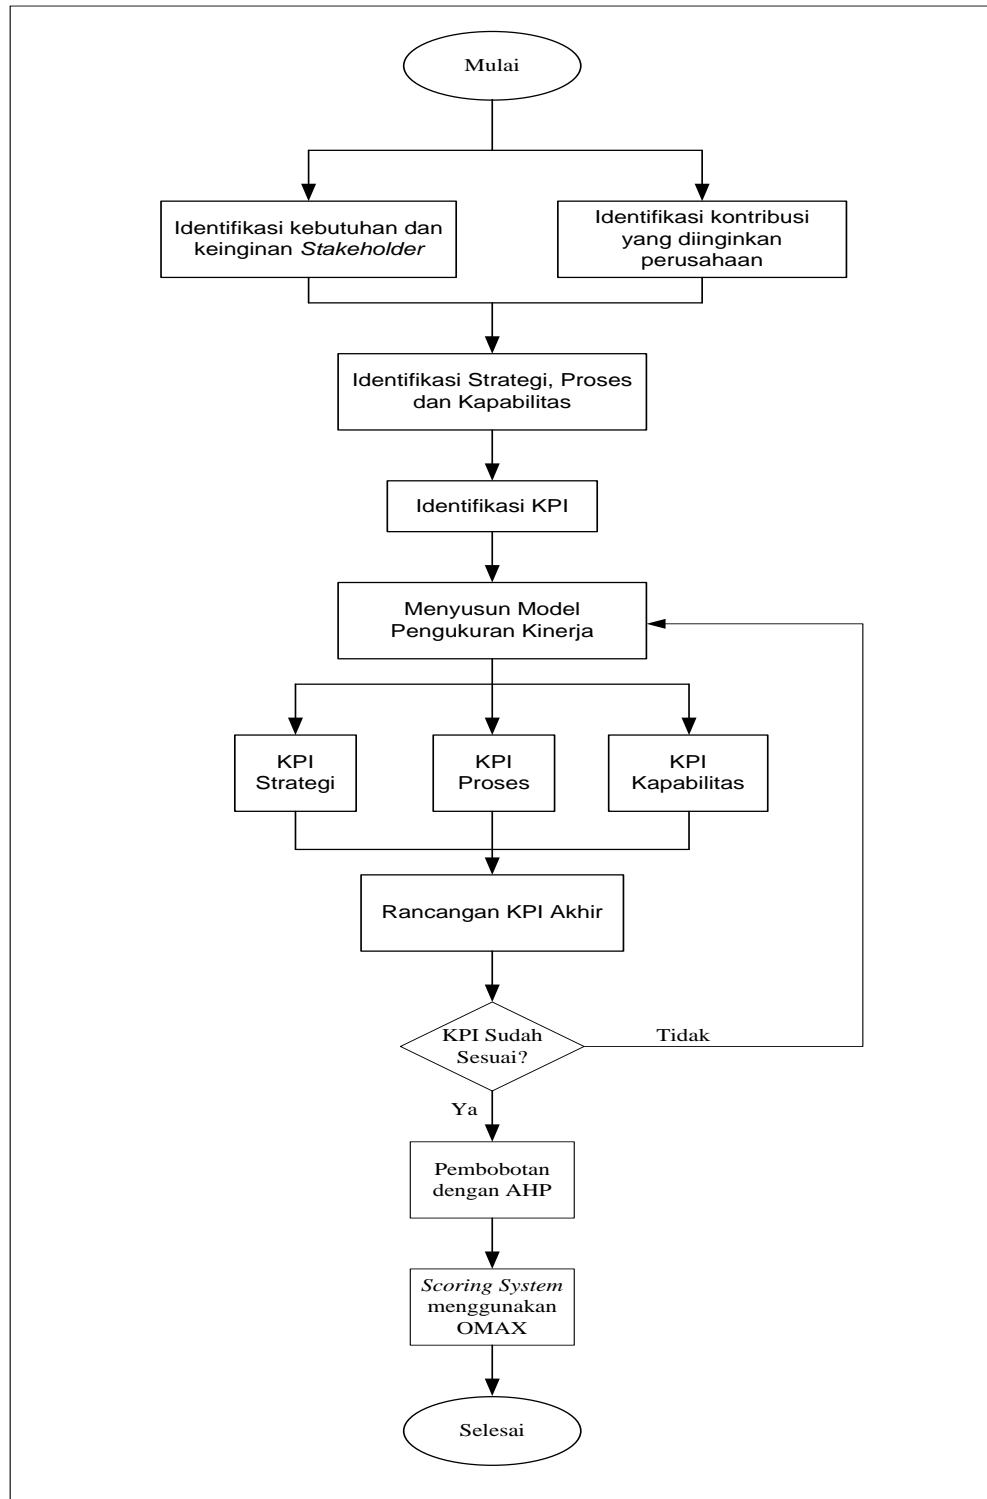 Mulai
Identifikasi kebutuhan dan
keinginan Stakeholder
Identifikasi kontribusi
yang diinginkan
perusahaan
Identifikasi Strategi, Proses
dan Kapabilitas
Identifikasi KPI
Menyusun Model
Pengukuran Kinerja
KPI
Strategi
KPI
Proses
KPI
Kapabilitas
Rancangan KPI Akhir
KPI Sudah
Sesuai?
Tidak
Ya
Pembobotan
dengan AHP
Scoring System
menggunakan
OMAX
Selesai